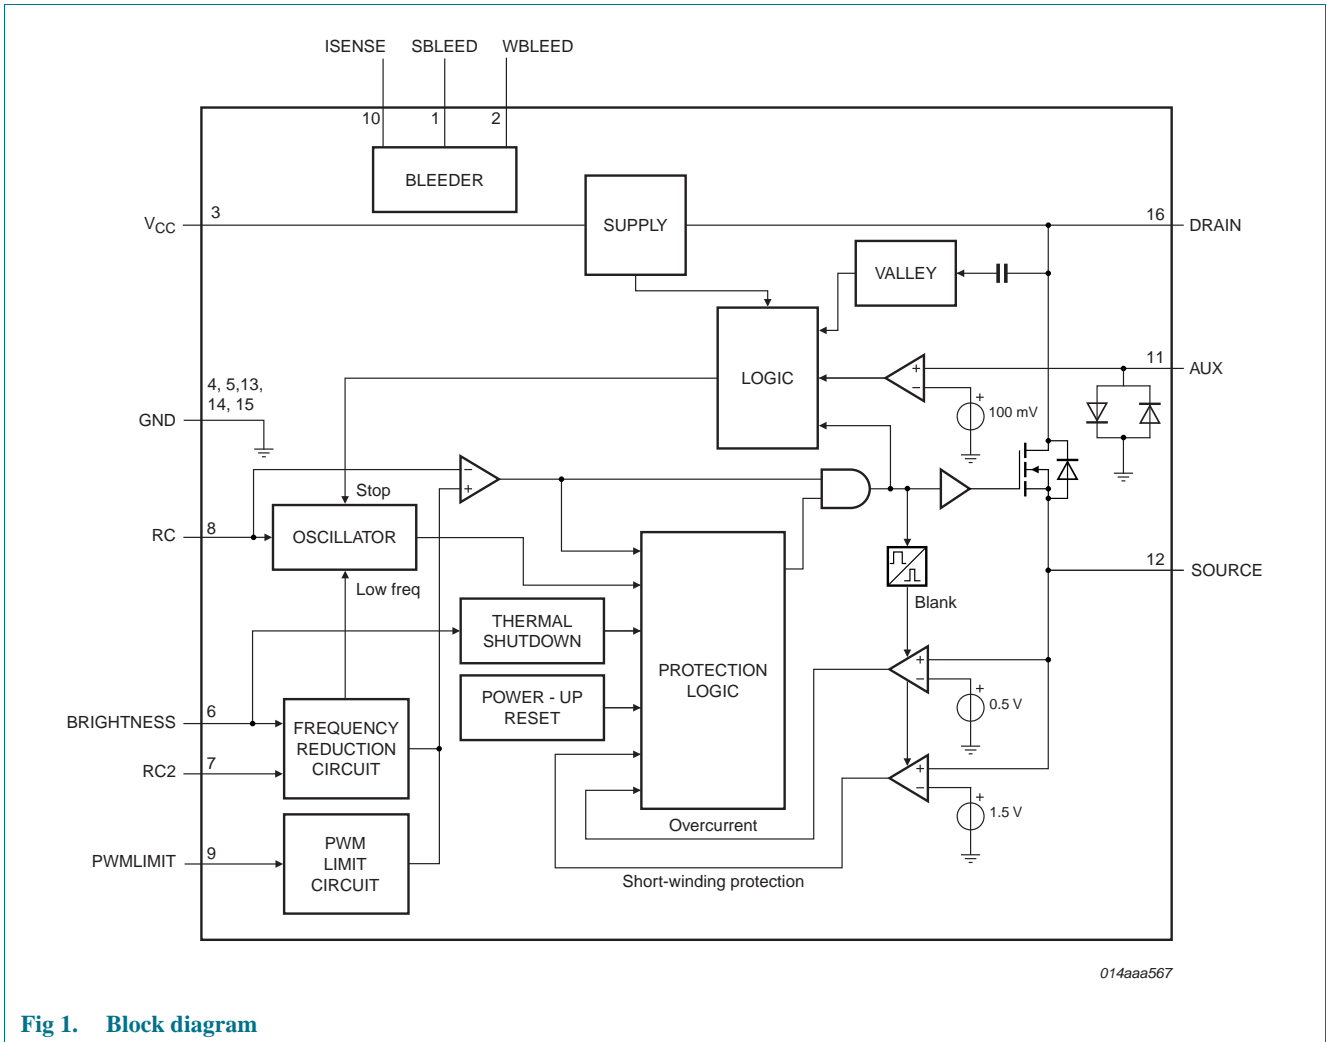 ISENSE SBLEED WBLEED
10 1 2
BLEEDER
VCC 3
SUPPLY
16 DRAIN
VALLEY
LOGIC
11 AUX
+
−
+
100 mV
4, 5,13,
14, 15
GND
−
+
Stop
RC 8
OSCILLATOR
Low freq
12 SOURCE
Blank
THERMAL
SHUTDOWN
PROTECTION
LOGIC
POWER - UP
RESET
+
−
+
0.5 V
BRIGHTNESS 6
RC2 7
FREQUENCY
REDUCTION
CIRCUIT
+
−
+
1.5 V
Overcurrent
PWMLIMIT 9
PWM
LIMIT
CIRCUIT
Short-winding protection
014aaa567
Fig 1. Block diagram